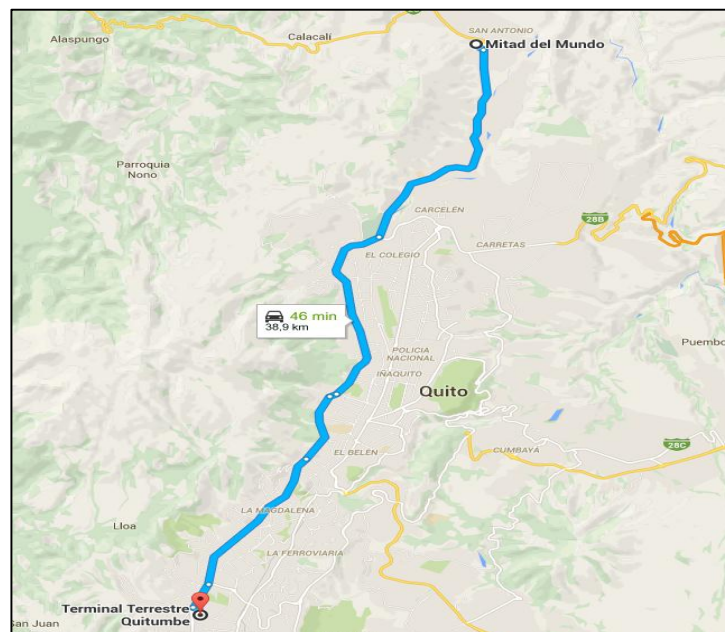 SAN ANTONIO
Alaspungo
Calacalí
Mitad del Mundo
Parroquia
Nono
CARCELÉN
28B
CARRETAS
EL COLEGIO
46 min
38,9 km
POLICIA
NACIONAL
Puembo
IÑAQUITO
Quito
28C
EL BELÉN
CUMBAYÁ
LA MAGDALENA
Lloa
LA FERROVIARIA
Terminal Terrestre
Quitumbe
San Juan